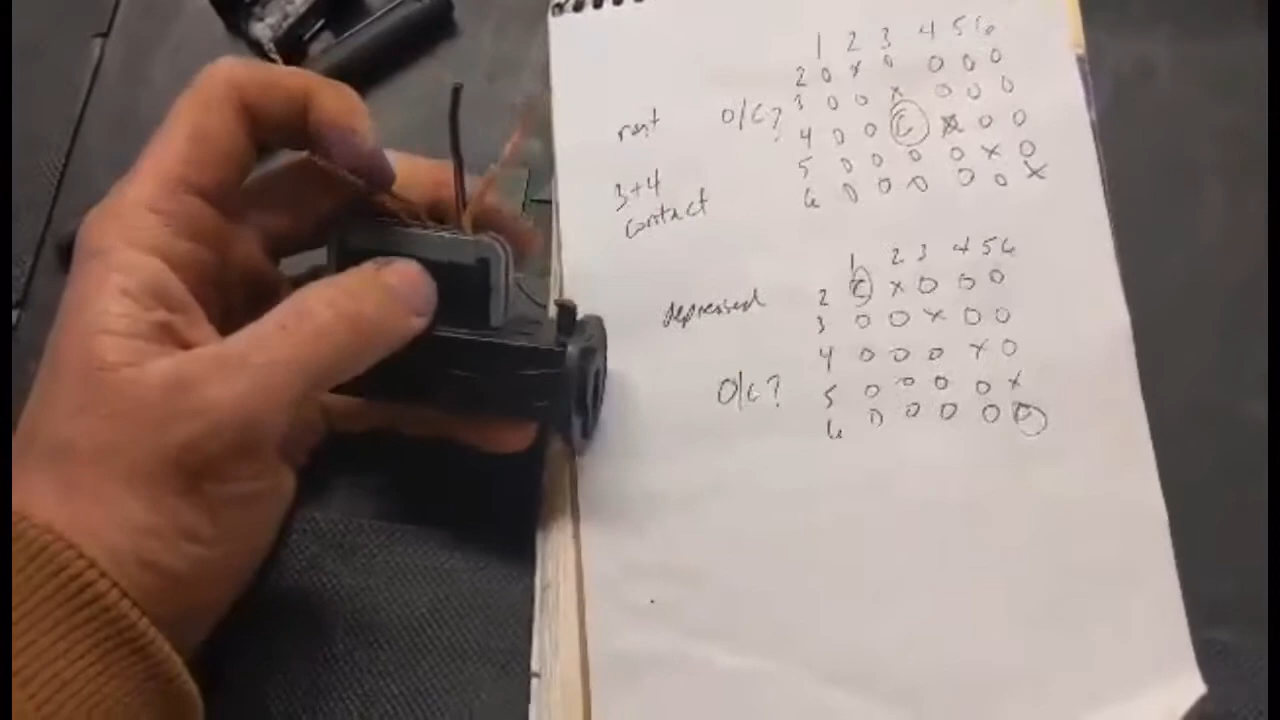 1 2 3 4 5 6
2 0 x 0 0 0 0
rest O/C? 3 0 0 x 0 0 0
4 0 0 C x 0 0
3+4 5 0 0 0 0 x 0
contact 6 0 0 0 0 0 x
1 2 3 4 5 6
depressed 2 C x 0 0 0
3 0 0 x 0 0
4 0 0 0 x 0
O/C? 5 0 0 0 0 x
6 0 0 0 0 0